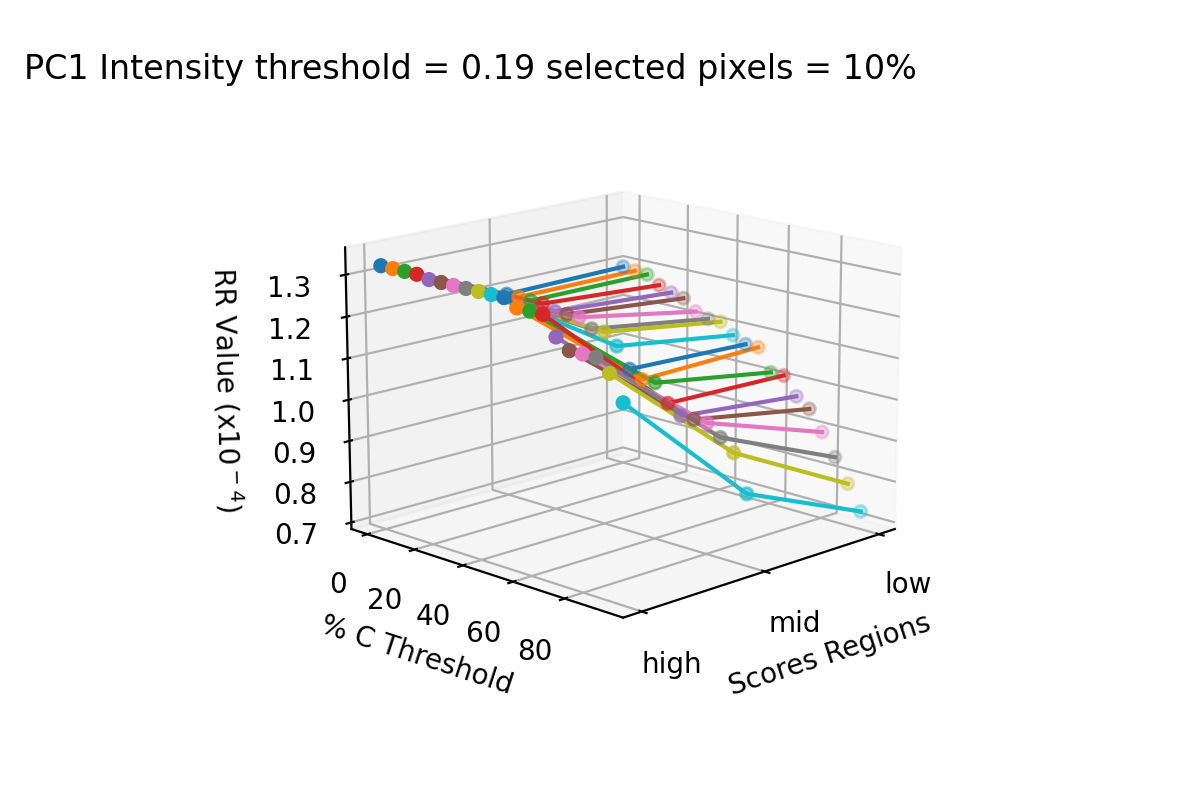 PC1 Intensity threshold = 0.19 selected pixels = 10%
RR Value (x10⁻⁴)
1.3
1.2
1.1
1.0
0.9
0.8
0.7
0
20
40
60
80
% C Threshold
high
mid
low
Scores Regions